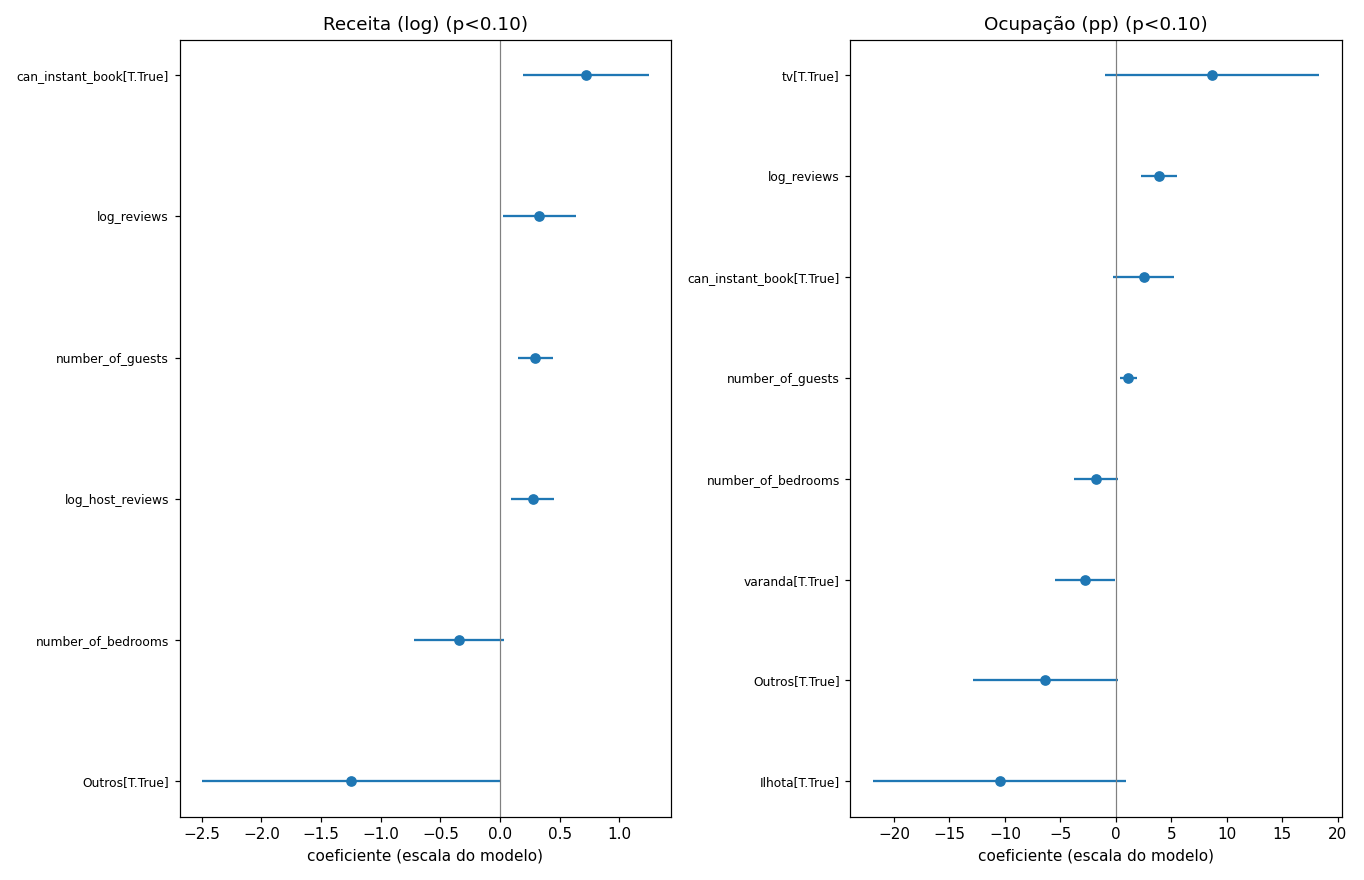 Receita (log) (p<0.10)
can_instant_book[T.True]
log_reviews
number_of_guests
log_host_reviews
number_of_bedrooms
Outros[T.True]
−2.5 −2.0 −1.5 −1.0 −0.5 0.0 0.5 1.0
coeficiente (escala do modelo)
Ocupação (pp) (p<0.10)
tv[T.True]
log_reviews
can_instant_book[T.True]
number_of_guests
number_of_bedrooms
varanda[T.True]
Outros[T.True]
Ilhota[T.True]
−20 −15 −10 −5 0 5 10 15 20
coeficiente (escala do modelo)